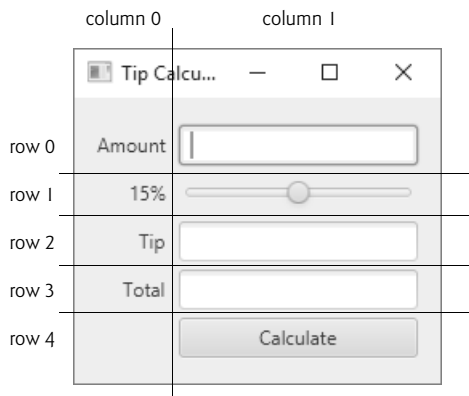 column 0 column 1
Tip Calcu...
row 0 Amount
row 1 15%
row 2 Tip
row 3 Total
row 4 Calculate